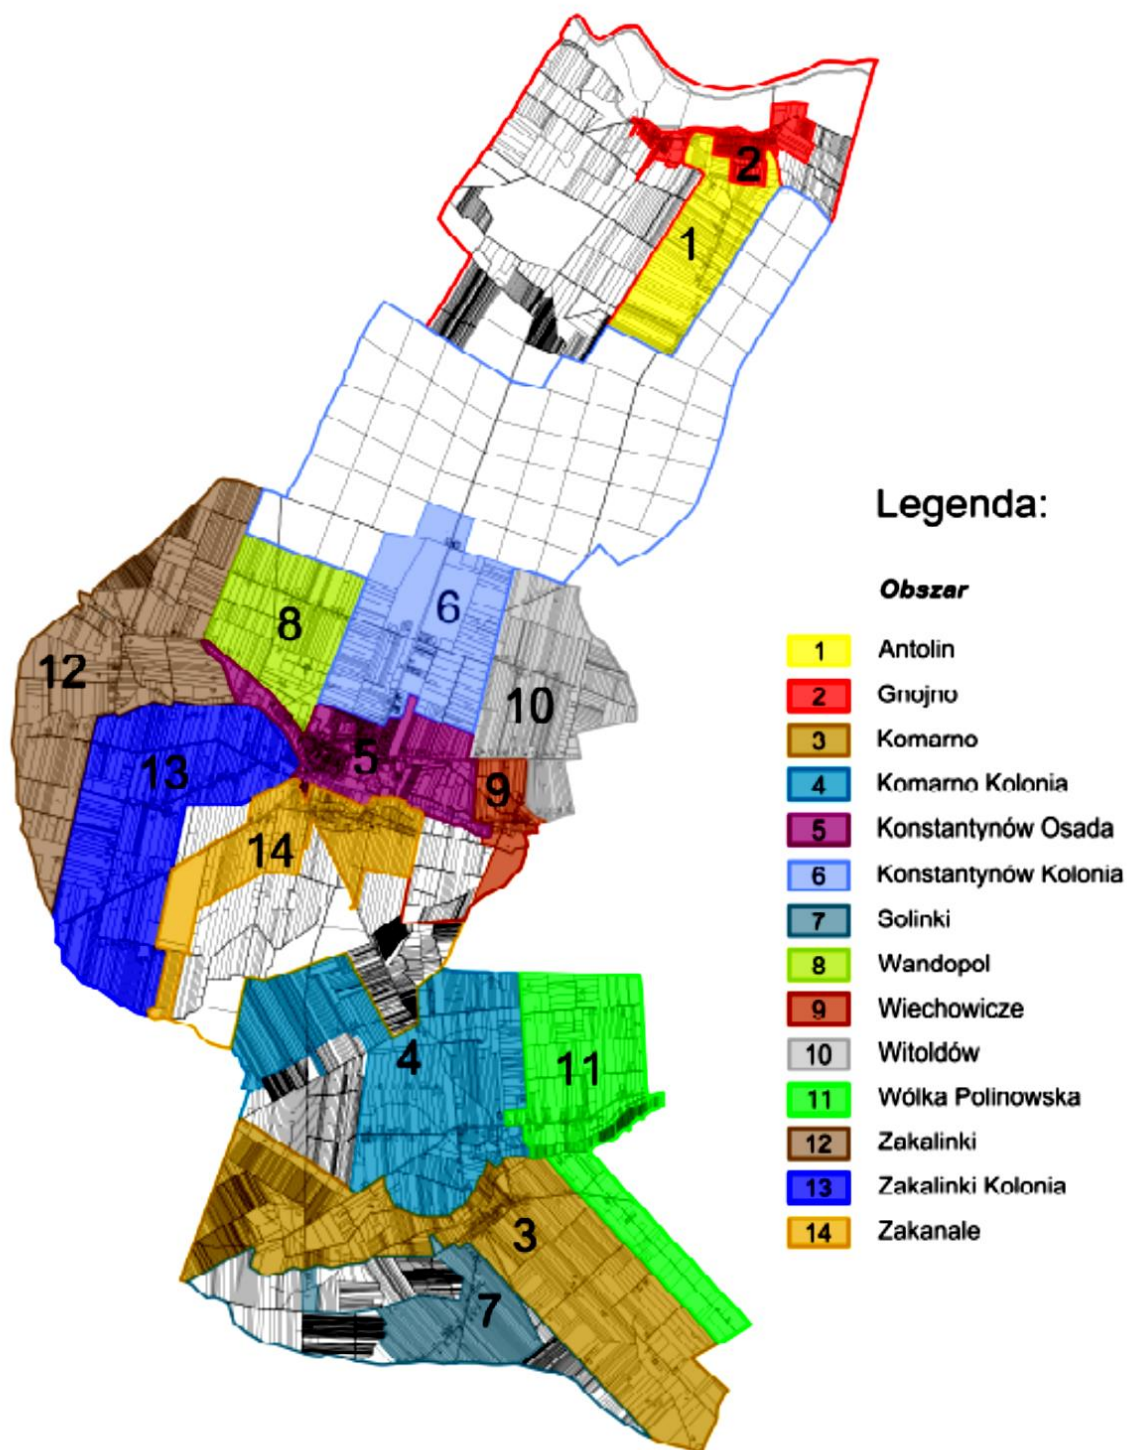 2
1
6
8
12
10
5
13
9
14
4
11
3
7
Legenda:
Obszar
1 Antolin
2 Gnojno
3 Komarno
4 Komarno Kolonia
5 Konstantynów Osada
6 Konstantynów Kolonia
7 Solinki
8 Wandopol
9 Wiechowicze
10 Witoldów
11 Wólka Polinowska
12 Zakalinki
13 Zakalinki Kolonia
14 Zakanale